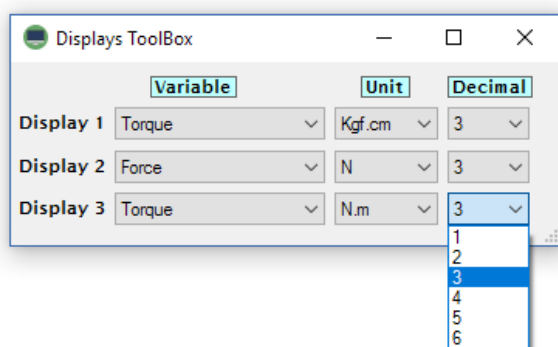 Displays ToolBox
Variable Unit Decimal
Display 1 Torque Kgf.cm 3
Display 2 Force N 3
Display 3 Torque N.m 3
1
2
3
4
5
6